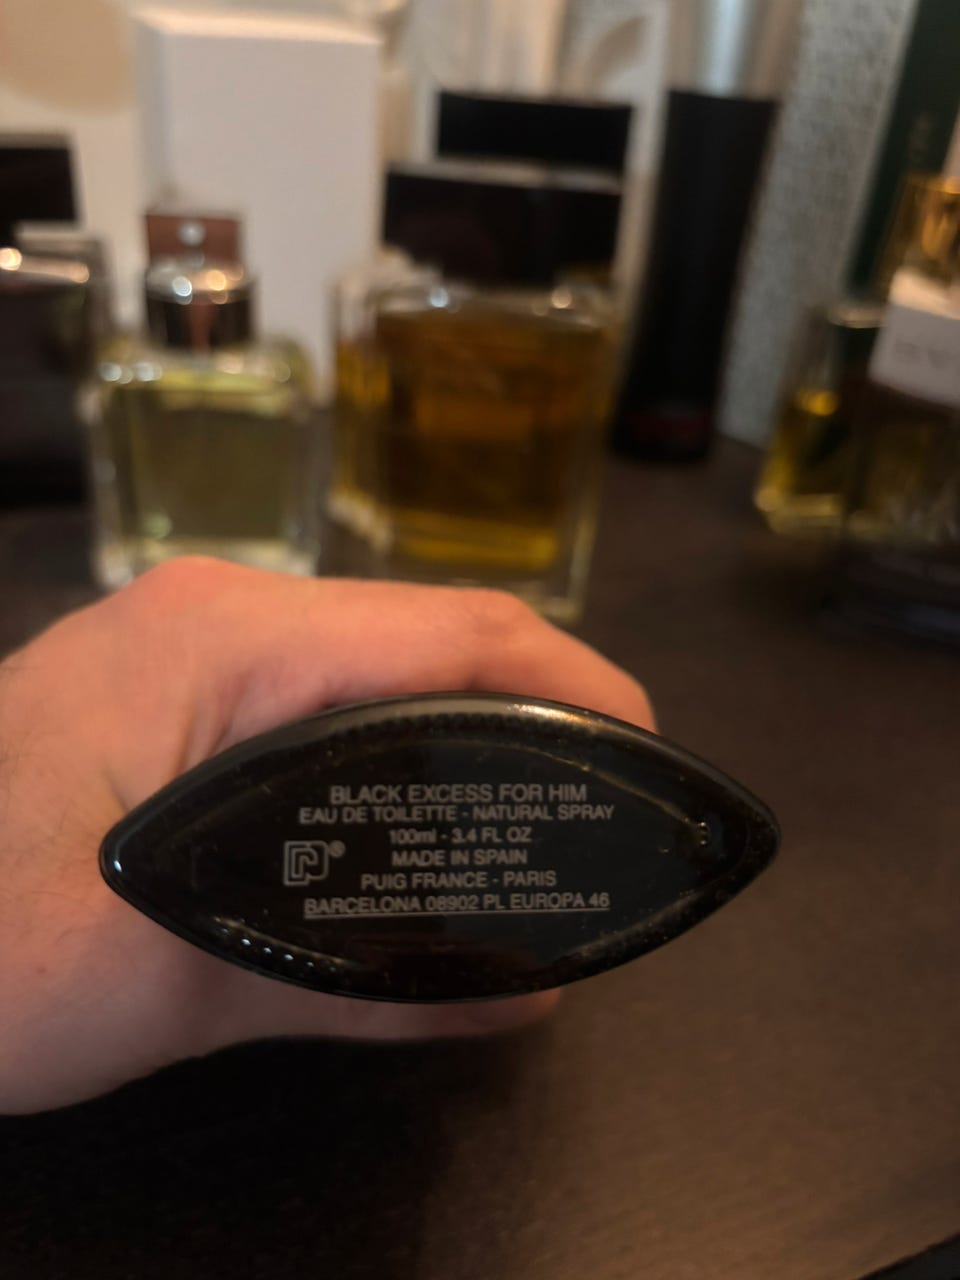 BLACK EXCESS FOR HIM
EAU DE TOILETTE - NATURAL SPRAY
100ml - 3.4 FL OZ
®
MADE IN SPAIN
PUIG FRANCE - PARIS
BARCELONA 08902 PL EUROPA 46